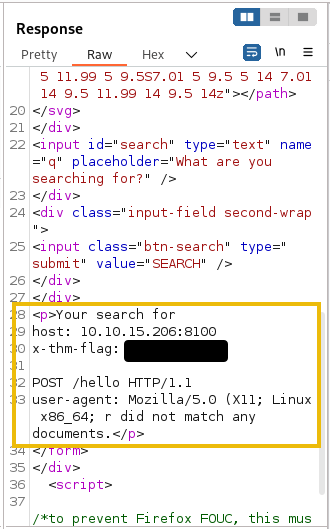 Response
Pretty Raw Hex \n
5 11.99 5 9.5S7.01 5 9.5 5 14 7.01
14 9.5 11.99 14 9.5 14z"></path>
20 </svg>
21 </div>
22 <input id="search" type="text" name
="q" placeholder="What are you
searching for?" />
23 </div>
24 <div class="input-field second-wrap
">
25 <input class="btn-search" type="
submit" value="SEARCH" />
26 </div>
27 </div>
28 <p>Your search for
29 host: 10.10.15.206:8100
30 x-thm-flag:
31
32 POST /hello HTTP/1.1
33 user-agent: Mozilla/5.0 (X11; Linux
x86_64; r did not match any
documents.</p>
34 </form>
35 </div>
36 <script>
37
/*to prevent Firefox FOUC, this mus